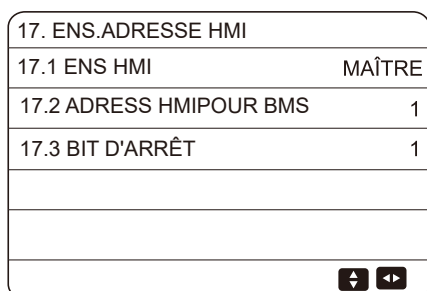 17. ENS.ADRESSE HMI
17.1 ENS HMI MAÎTRE
17.2 ADRESS HMIPOUR BMS 1
17.3 BIT D'ARRÊT 1